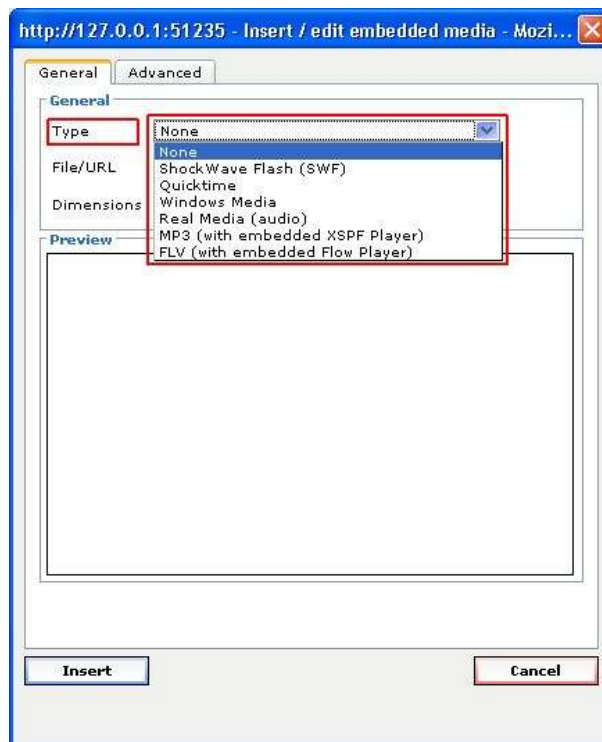 http://127.0.0.1:51235 - Insert / edit embedded media - Mozi...
General Advanced
General
Type None
None
ShockWave Flash (SWF)
File/URL
Quicktime
Windows Media
Dimensions
Real Media (audio)
MP3 (with embedded XSPF Player)
Preview
FLV (with embedded Flow Player)
Insert Cancel